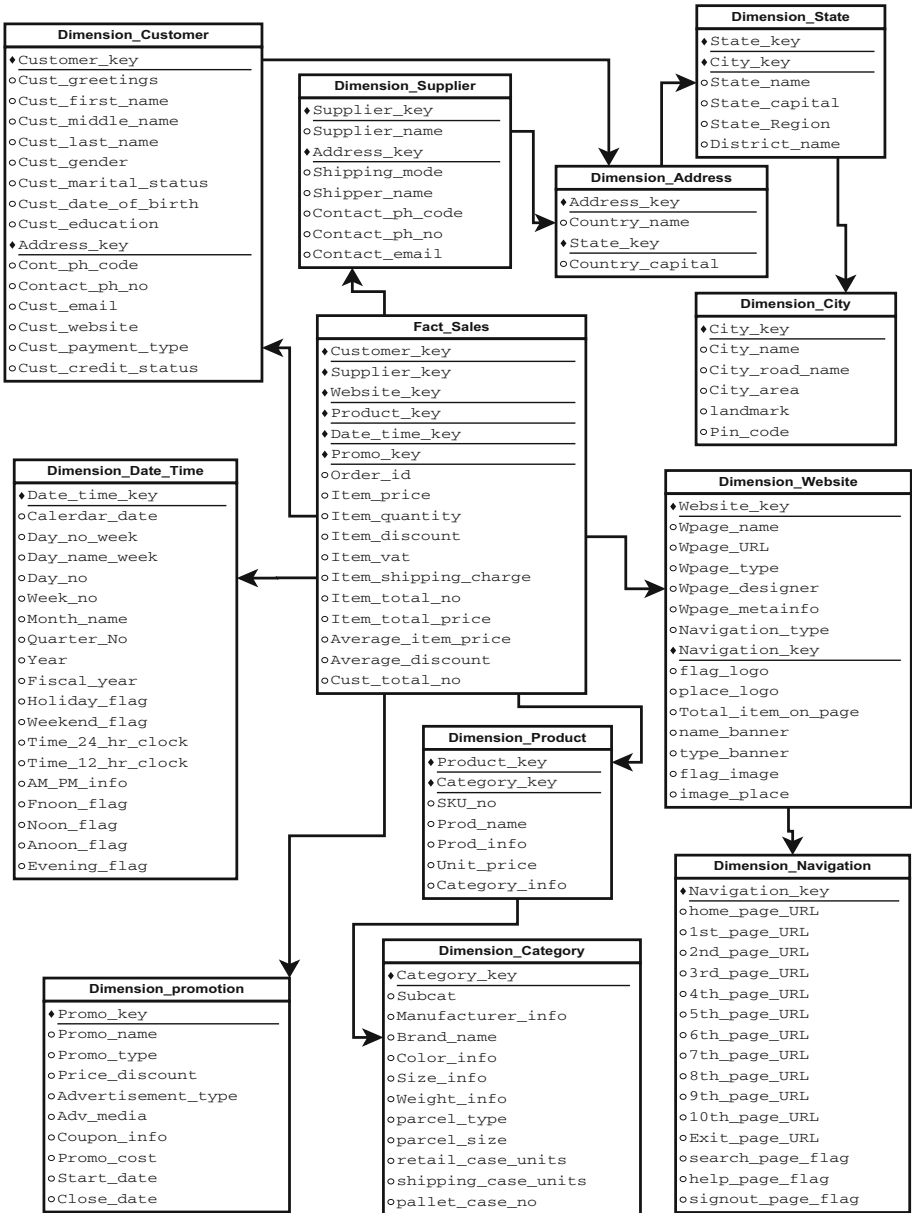 Dimension_Customer
Customer_key
Cust_greetings
Cust_first_name
Cust_middle_name
Cust_last_name
Cust_gender
Cust_marital_status
Cust_date_of_birth
Cust_education
Address_key
Cont_ph_code
Contact_ph_no
Cust_email
Cust_website
Cust_payment_type
Cust_credit_status
Dimension_Supplier
Supplier_key
Supplier_name
Address_key
Shipping_mode
Shipper_name
Contact_ph_code
Contact_ph_no
Contact_email
Dimension_State
State_key
City_key
State_name
State_capital
State_Region
District_name
Dimension_Address
Address_key
Country_name
State_key
Country_capital
Dimension_City
City_key
City_name
City_road_name
City_area
landmark
Pin_code
Fact_Sales
Customer_key
Supplier_key
Website_key
Product_key
Date_time_key
Promo_key
Order_id
Item_price
Item_quantity
Item_discount
Item_vat
Item_shipping_charge
Item_total_no
Item_total_price
Average_item_price
Average_discount
Cust_total_no
Dimension_Date_Time
Date_time_key
Calerdar_date
Day_no_week
Day_name_week
Day_no
Week_no
Month_name
Quarter_No
Year
Fiscal_year
Holiday_flag
Weekend_flag
Time_24_hr_clock
Time_12_hr_clock
AM_PM_info
Fnoon_flag
Noon_flag
Anoon_flag
Evening_flag
Dimension_Website
Website_key
Wpage_name
Wpage_URL
Wpage_type
Wpage_designer
Wpage_metainfo
Navigation_type
Navigation_key
flag_logo
place_logo
Total_item_on_page
name_banner
type_banner
flag_image
image_place
Dimension_Product
Product_key
Category_key
SKU_no
Prod_name
Prod_info
Unit_price
Category_info
Dimension_Navigation
Navigation_key
home_page_URL
1st_page_URL
2nd_page_URL
3rd_page_URL
4th_page_URL
5th_page_URL
6th_page_URL
7th_page_URL
8th_page_URL
9th_page_URL
10th_page_URL
Exit_page_URL
search_page_flag
help_page_flag
signout_page_flag
Dimension_promotion
Promo_key
Promo_name
Promo_type
Price_discount
Advertisement_type
Adv_media
Coupon_info
Promo_cost
Start_date
Close_date
Dimension_Category
Category_key
Subcat
Manufacturer_info
Brand_name
Color_info
Size_info
Weight_info
parcel_type
parcel_size
retail_case_units
shipping_case_units
pallet_case_no